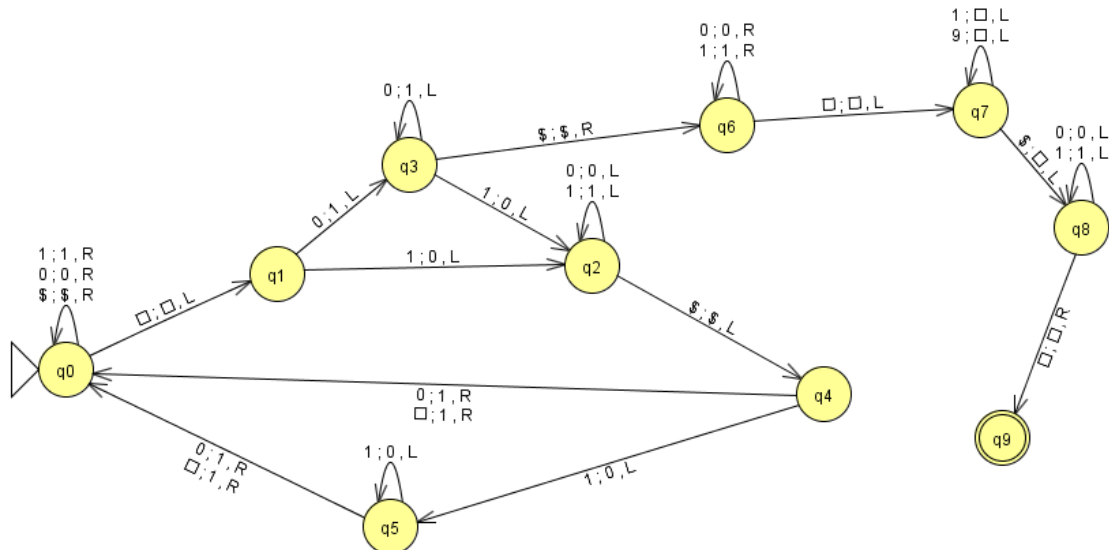 1 ; □ , L
9 ; □ , L
0 ; 0 , R
1 ; 1 , R
q7
0 ; 1 , L
□ ; □ , L
q6
$ ; $ , R
0 ; 0 , L
1 ; 1 , L
$ ; □ , L
q3
0 ; 0 , L
1 ; 1 , L
q8
0 ; 1 , L
1 ; 0 , L
1 ; 1 , R
0 ; 0 , R
$ ; $ , R
q1
1 ; 0 , L
q2
□ ; □ , L
$ ; $ , L
□ ; □ , R
q0
0 ; 1 , R
□ ; 1 , R
q4
q9
0 ; 1 , R
□ ; 1 , R
1 ; 0 , L
1 ; 0 , L
q5